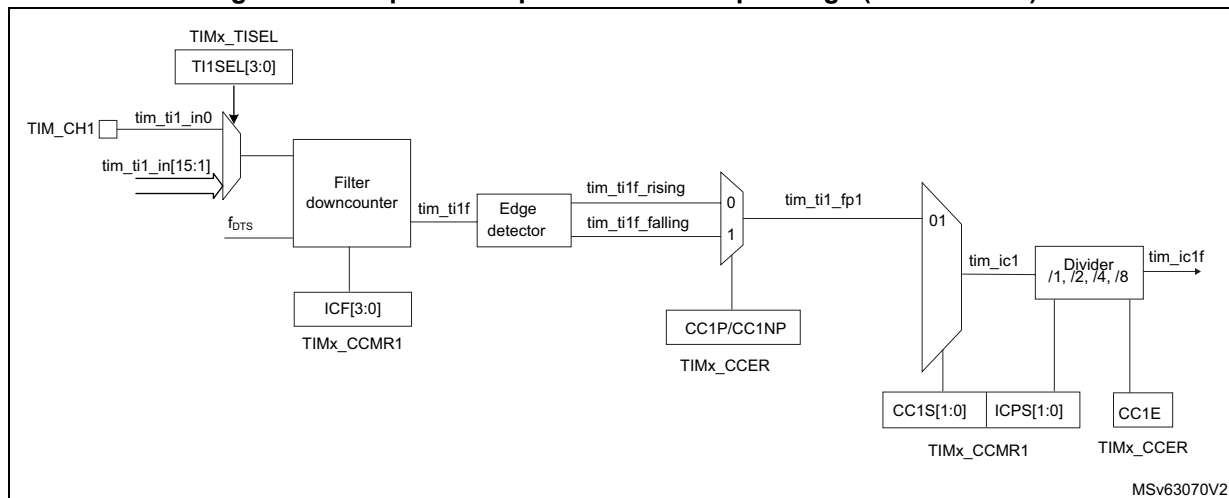 TIMx_TISEL
TI1SEL[3:0]
TIM_CH1
tim_ti1_in0
tim_ti1_in[15:1]
fDTS
Filter
downcounter
ICF[3:0]
TIMx_CCMR1
tim_ti1f
Edge
detector
tim_ti1f_rising
tim_ti1f_falling
0
1
CC1P/CC1NP
TIMx_CCER
tim_ti1_fp1
01
tim_ic1
Divider
/1, /2, /4, /8
tim_ic1f
CC1S[1:0]
ICPS[1:0]
TIMx_CCMR1
CC1E
TIMx_CCER
MSv63070V2